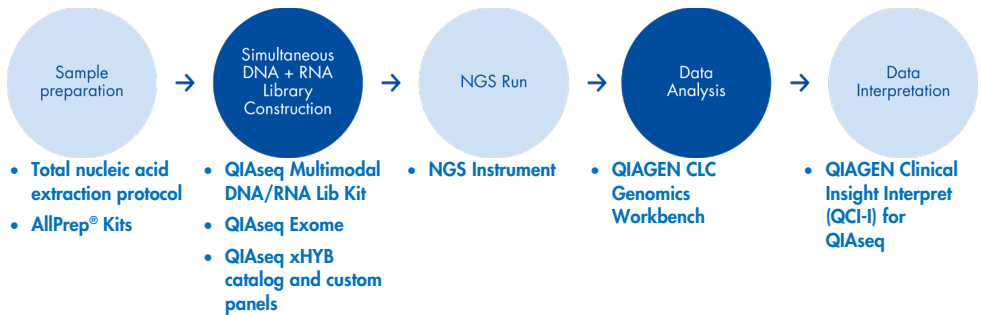 Sample
preparation
Simultaneous
DNA + RNA
Library
Construction
NGS Run
Data
Analysis
Data
Interpretation
• Total nucleic acid
extraction protocol
• AllPrep® Kits
• QIAseq Multimodal
DNA/RNA Lib Kit
• QIAseq Exome
• QIAseq xHYB
catalog and custom
panels
• NGS Instrument
• QIAGEN CLC
Genomics
Workbench
• QIAGEN Clinical
Insight Interpret
(QCI-I) for
QIAseq